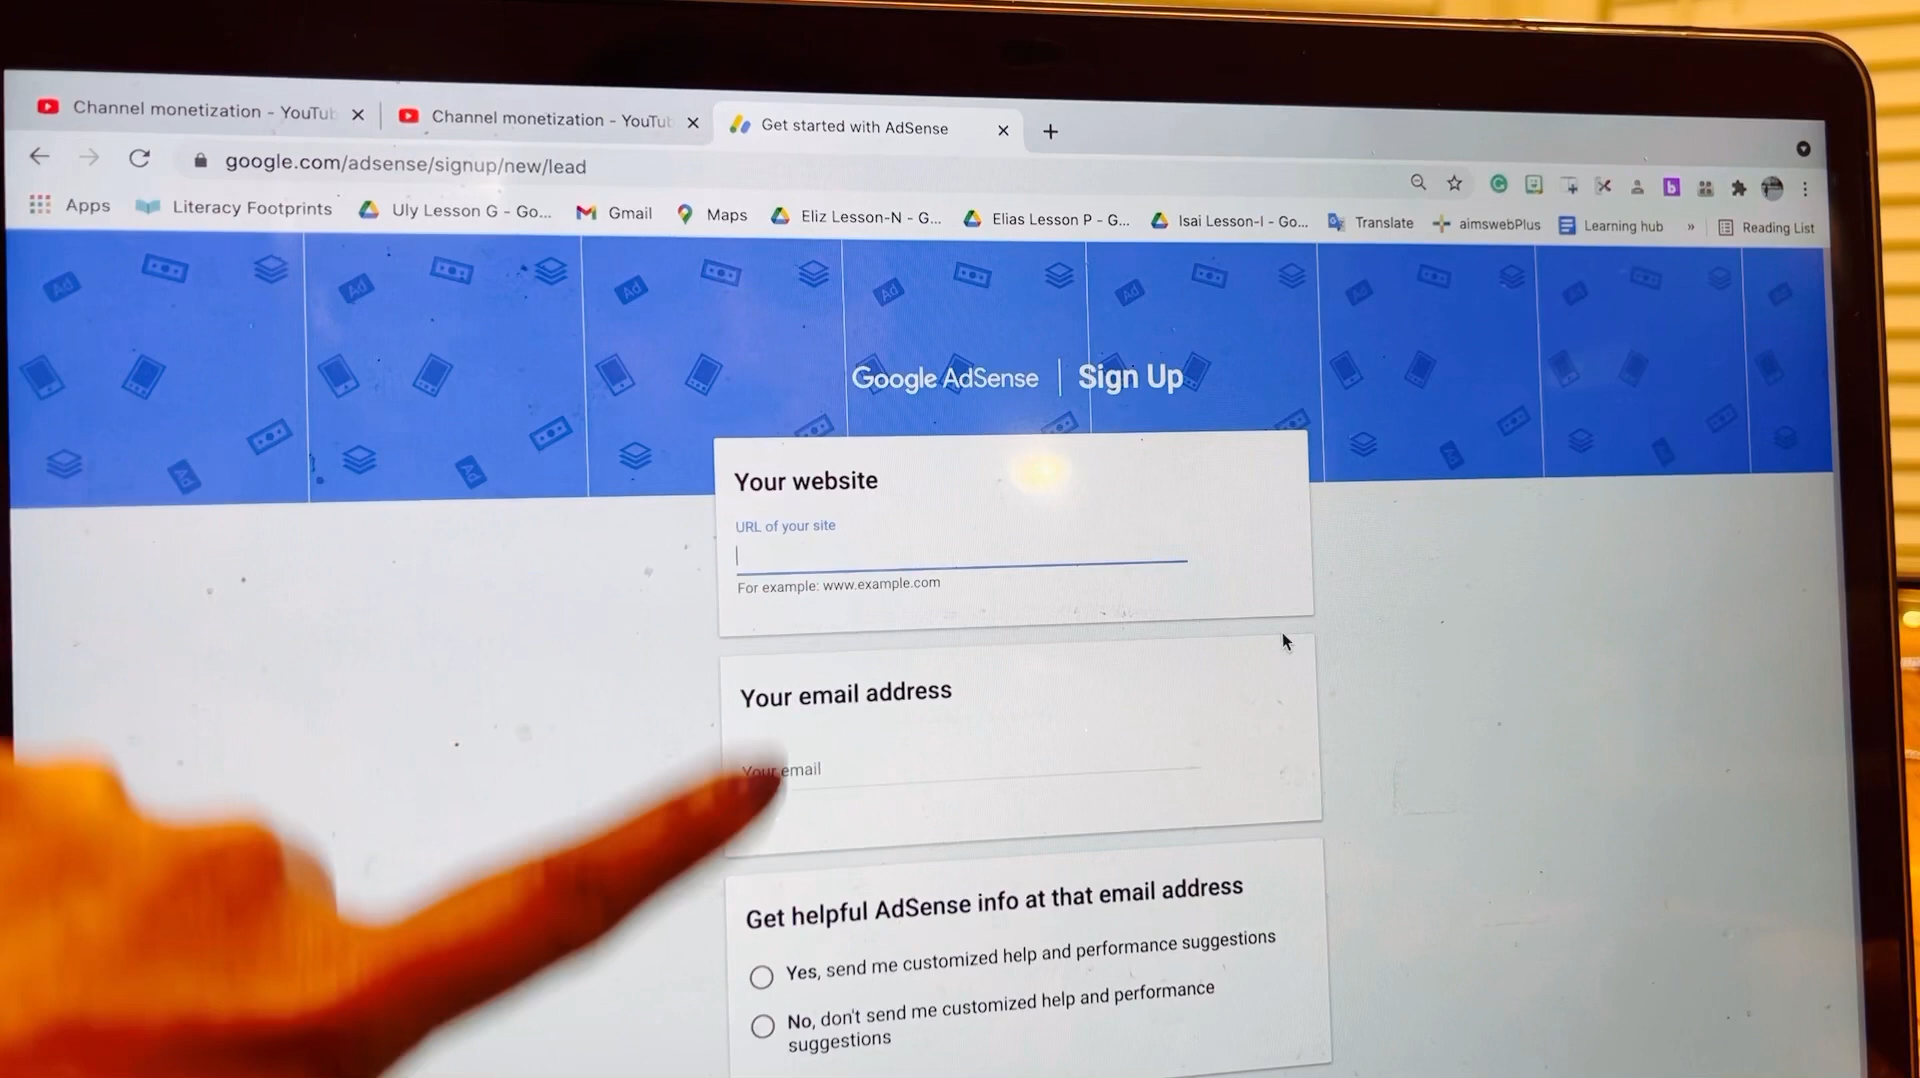 Channel monetization - YouTub
Channel monetization - YouTub
Get started with AdSense
google.com/adsense/signup/new/lead
Apps
Literacy Footprints
Uly Lesson G - Go...
Gmail
Maps
Eliz Lesson-N - G...
Elias Lesson P - G...
Isai Lesson-I - Go...
Translate
aimswebPlus
Learning hub
»
Reading List
Google AdSense | Sign Up
Your website
URL of your site
For example: www.example.com
Your email address
Your email
Get helpful AdSense info at that email address
Yes, send me customized help and performance suggestions
No, don't send me customized help and performance
suggestions